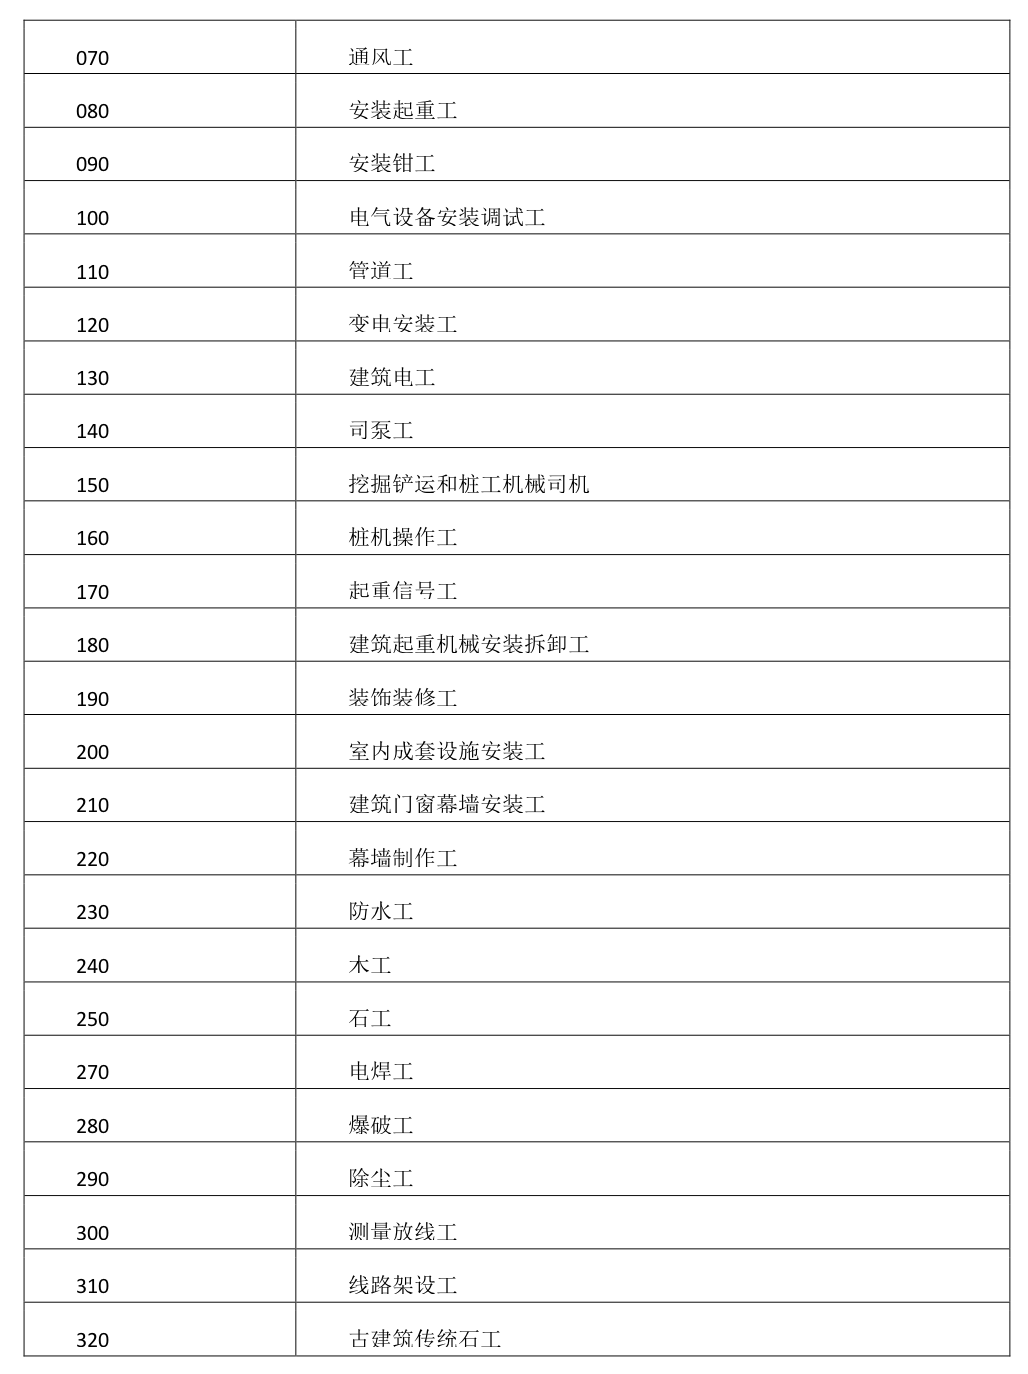 070 通风工
080 安装起重工
090 安装钳工
100 电气设备安装调试工
110 管道工
120 变电安装工
130 建筑电工
140 司泵工
150 挖掘铲运和桩工机械司机
160 桩机操作工
170 起重信号工
180 建筑起重机械安装拆卸工
190 装饰装修工
200 室内成套设施安装工
210 建筑门窗幕墙安装工
220 幕墙制作工
230 防水工
240 木工
250 石工
270 电焊工
280 爆破工
290 除尘工
300 测量放线工
310 线路架设工
320 古建筑传统石工